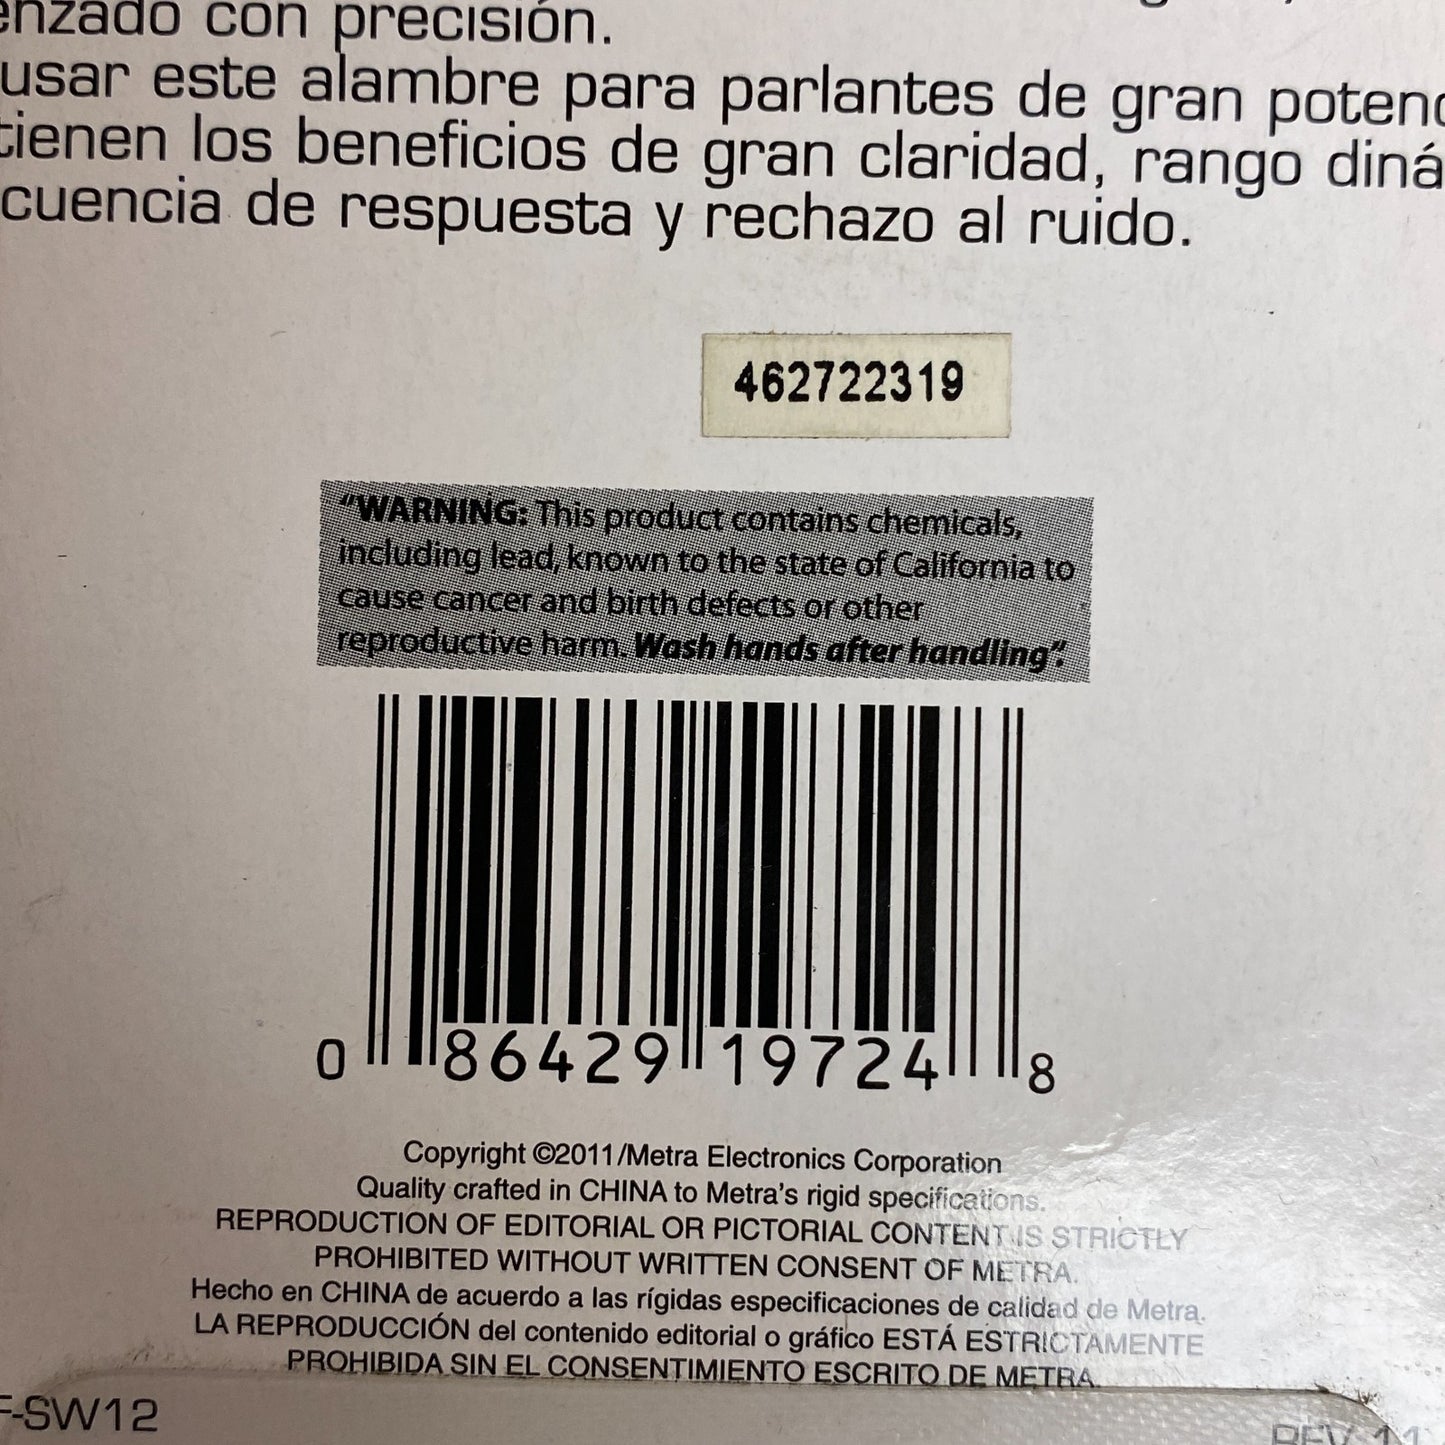 enzado con precisión.
usar este alambre para parlantes de gran potenc
tienen los beneficios de gran claridad, rango diná
cuencia de respuesta y rechazo al ruido.
462722319
"WARNING: This product contains chemicals,
including lead, known to the state of California to
cause cancer and birth defects or other
reproductive harm. Wash hands after handling".
0 86429 19724 8
Copyright ©2011/Metra Electronics Corporation
Quality crafted in CHINA to Metra's rigid specifications.
REPRODUCTION OF EDITORIAL OR PICTORIAL CONTENT IS STRICTLY
PROHIBITED WITHOUT WRITTEN CONSENT OF METRA.
Hecho en CHINA de acuerdo a las rígidas especificaciones de calidad de Metra.
LA REPRODUCCIÓN del contenido editorial o gráfico ESTÁ ESTRICTAMENTE
PROHIBIDA SIN EL CONSENTIMIENTO ESCRITO DE METRA.
F-SW12